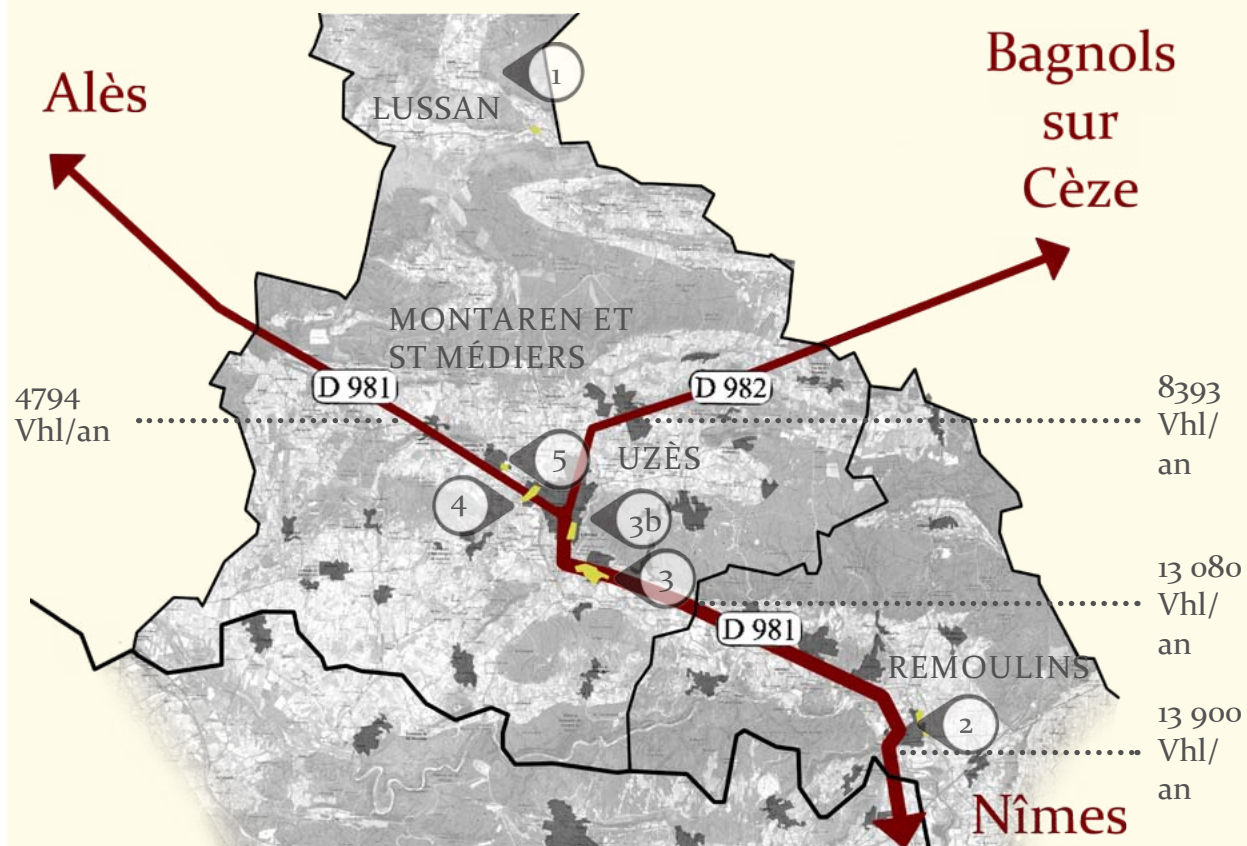 Bagnols
sur
Cèze
Alès
1
LUSSAN
MONTAREN ET
ST MÉDIERS
D 981
D 982
4794
Vhl/an
8393
Vhl/
an
5
UZÈS
4
3b
3
13 080
Vhl/
an
D 981
REMOULINS
2
13 900
Vhl/
an
Nîmes